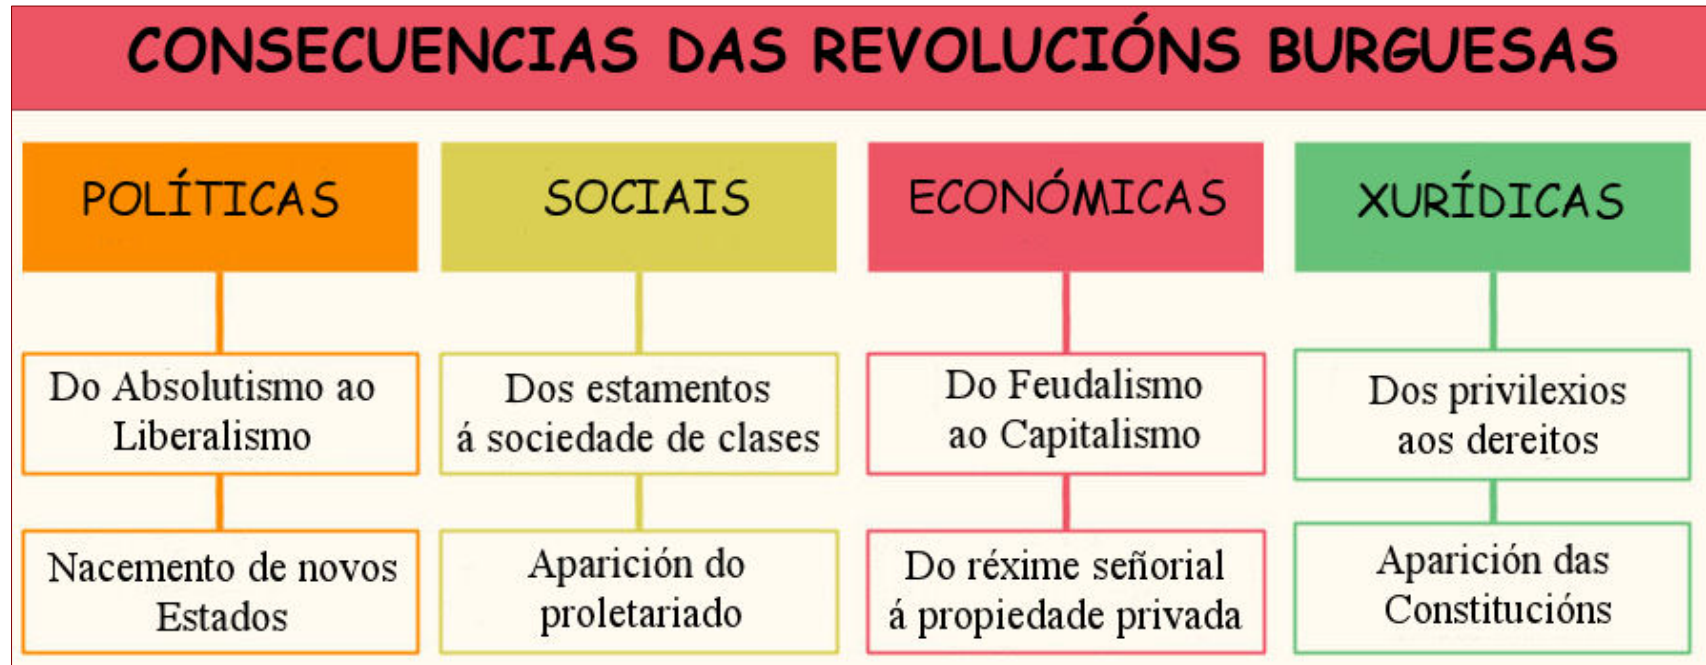 CONSECUENCIAS DAS REVOLUCIÓNS BURGUESAS
POLÍTICAS
Do Absolutismo ao
Liberalismo
Nacemento de novos
Estados
SOCIAIS
Dos estamentos
á sociedade de clases
Aparición do
proletariado
ECONÓMICAS
Do Feudalismo
ao Capitalismo
Do réxime señorial
á propiedade privada
XURÍDICAS
Dos privilexios
aos dereitos
Aparición das
Constitucións